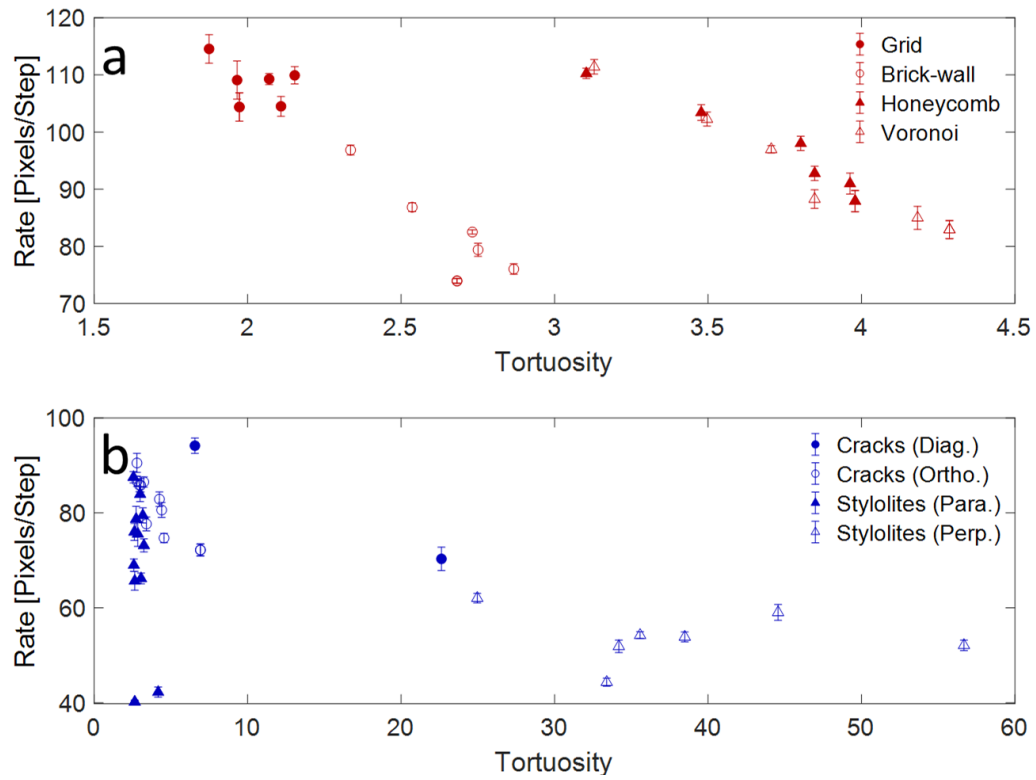 a
120
110
100
90
80
70
Rate [Pixels/Step]
1.5 2 2.5 3 3.5 4 4.5
Tortuosity
Grid
Brick-wall
Honeycomb
Voronoi
b
100
80
60
40
Rate [Pixels/Step]
0 10 20 30 40 50 60
Tortuosity
Cracks (Diag.)
Cracks (Ortho.)
Stylolites (Para.)
Stylolites (Perp.)